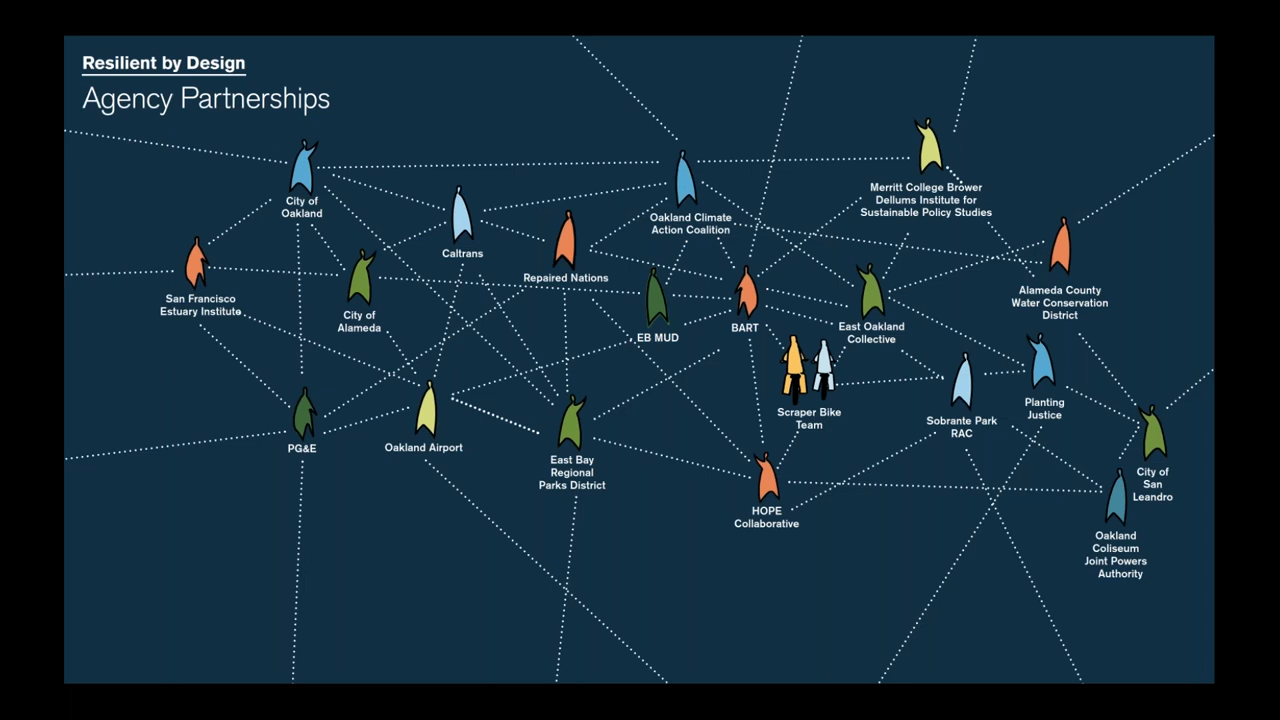 Resilient by Design
Agency Partnerships
City of
Oakland
Caltrans
Oakland Climate
Action Coalition
Merritt College Brower
Dellums Institute for
Sustainable Policy Studies
San Francisco
Estuary Institute
City of
Alameda
Repaired Nations
EB MUD
BART
East Oakland
Collective
Alameda County
Water Conservation
District
PG&E
Oakland Airport
East Bay
Regional
Parks District
Scraper Bike
Team
Sobrante Park
RAC
Planting
Justice
HOPE
Collaborative
City of
San
Leandro
Oakland
Coliseum
Joint Powers
Authority